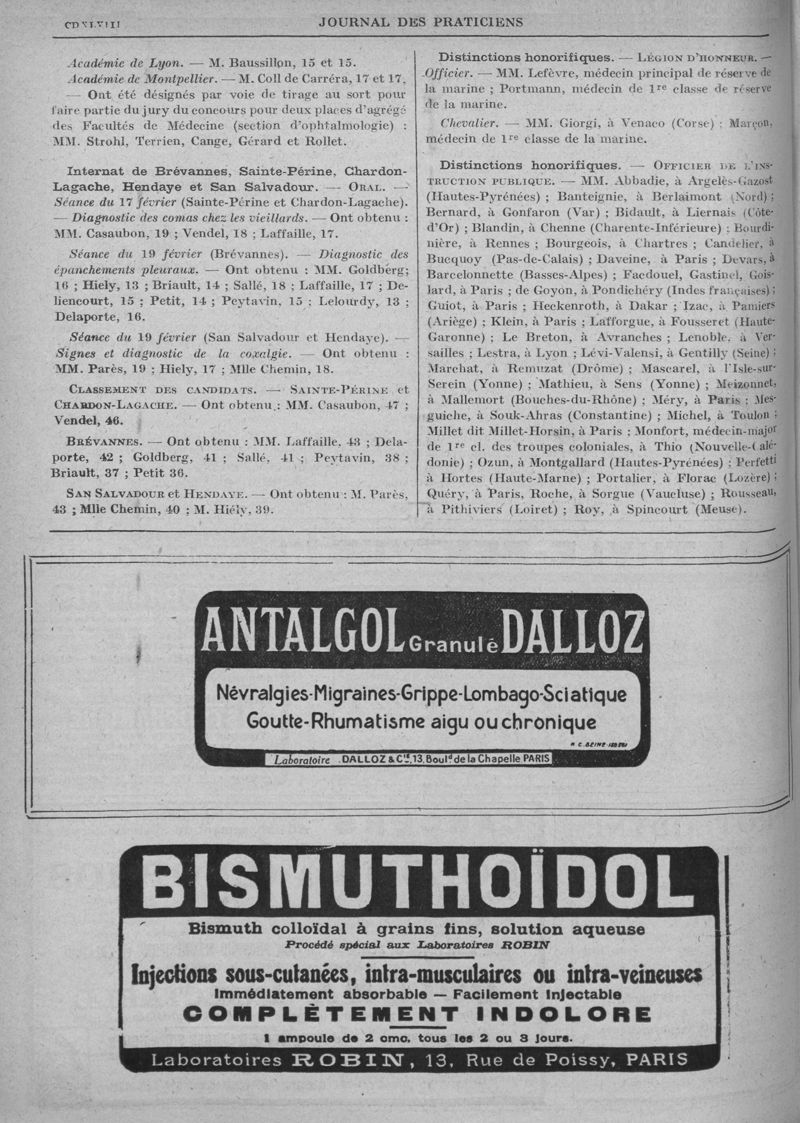 CDXLVIII
JOURNAL DES PRATICIENS
Académie de Lyon. — M. Baussillon, 15 et 15.
Académie de Montpellier. — M. Coll de Carréra, 17 et 17.
— Ont été désignés par voie de tirage au sort pour
faire partie du jury du concours pour deux places d'agrégé
des Facultés de Médecine (section d'ophtalmologie) :
MM. Strohl, Terrien, Cange, Gérard et Rollet.
Internat de Brévannes, Sainte-Périne, Chardon-
Lagache, Hendaye et San Salvadour. — ORAL. —
Séance du 17 février (Sainte-Périne et Chardon-Lagache).
— Diagnostic des comas chez les vieillards. — Ont obtenu :
MM. Casaubon, 19 ; Vendel, 18 ; Laffaille, 17.
Séance du 19 février (Brévannes). — Diagnostic des
épanchements pleuraux. — Ont obtenu : MM. Goldberg;
16 ; Hiely, 13 ; Briault, 14 ; Sallé, 18 ; Laffaille, 17 ; De-
liencourt, 15 ; Petit, 14 ; Peytavin, 15 ; Lelourdy, 13 ;
Delaporte, 16.
Séance du 19 février (San Salvadour et Hendaye). —
Signes et diagnostic de la coxalgie. — Ont obtenu :
MM. Parès, 19 ; Hiely, 17 ; Mlle Chemin, 18.
CLASSEMENT DES CANDIDATS. — SAINTE-PÉRINE et
CHARDON-LAGACHE. — Ont obtenu : MM. Casaubon, 47 ;
Vendel, 46.
BRÉVANNES. — Ont obtenu : MM. Laffaille, 43 ; Dela-
porte, 42 ; Goldberg, 41 ; Sallé, 41 ; Peytavin, 38 ;
Briault, 37 ; Petit 36.
SAN SALVADOUR et HENDAYE. — Ont obtenu : M. Parès,
43 ; Mlle Chemin, 40 ; M. Hiély, 39.
Distinctions honorifiques. — LÉGION D'HONNEUR. —
Officier. — MM. Lefèvre, médecin principal de réserve de
la marine ; Portmann, médecin de 1re classe de réserve
de la marine.
Chevalier. — MM. Giorgi, à Venaco (Corse) ; Marçon,
médecin de 1re classe de la marine.
Distinctions honorifiques. — OFFICIER DE L'INS-
TRUCTION PUBLIQUE. — MM. Abbadie, à Argelès-Gazost
(Hautes-Pyrénées) ; Banteignie, à Berlaimont (Nord) ;
Bernard, à Gonfaron (Var) ; Bidault, à Liernais (Côte-
d'Or) ; Blandin, à Chenne (Charente-Inférieure) ; Bourdi-
nière, à Rennes ; Bourgeois, à Chartres ; Candelier, à
Bucquoy (Pas-de-Calais) ; Daveine, à Paris ; Devars, à
Barcelonnette (Basses-Alpes) ; Facdouel, Gastinel, Gois-
lard, à Paris ; de Goyon, à Pondichéry (Indes françaises) ;
Guiot, à Paris ; Heckenroth, à Dakar ; Izac, à Pamiers
(Ariège) ; Klein, à Paris ; Lafforgue, à Fousseret (Haute-
Garonne) ; Le Breton, à Avranches ; Lenoble, à Ver-
sailles ; Lestra, à Lyon ; Lévi-Valensi, à Gentilly (Seine) ;
Marchat, à Remuzat (Drôme) ; Mascarel, à l'Isle-sur-
Serein (Yonne) ; Mathieu, à Sens (Yonne) ; Meizonnet,
à Mallemort (Bouches-du-Rhône) ; Méry, à Paris ; Mes-
guiche, à Souk-Ahras (Constantine) ; Michel, à Toulon ;
Millet dit Millet-Horsin, à Paris ; Monfort, médecin-major
de 1re cl. des troupes coloniales, à Thio (Nouvelle-Calé-
donie) ; Ozun, à Montgallard (Hautes-Pyrénées) ; Perfetti
à Hortes (Haute-Marne) ; Portalier, à Florac (Lozère) ;
Quéry, à Paris, Roche, à Sorgue (Vaucluse) ; Rousseau,
à Pithiviers (Loiret) ; Roy, à Spincourt (Meuse).
ANTALGOL Granulé DALLOZ
Névralgies-Migraines-Grippe-Lombago-Sciatique
Goutte-Rhumatisme aigu ou chronique
Laboratoire . DALLOZ & Cie, 13, Bould de la Chapelle PARIS
BISMUTHOÏDOL
Bismuth colloïdal à grains fins, solution aqueuse
Procédé spécial aux Laboratoires ROBIN
Injections sous-cutanées, intra-musculaires ou intra-veineuses
Immédiatement absorbable — Facilement Injectable
COMPLÈTEMENT INDOLORE
1 ampoule de 2 cmc, tous les 2 ou 3 jours.
Laboratoires ROBIN, 13, Rue de Poissy, PARIS